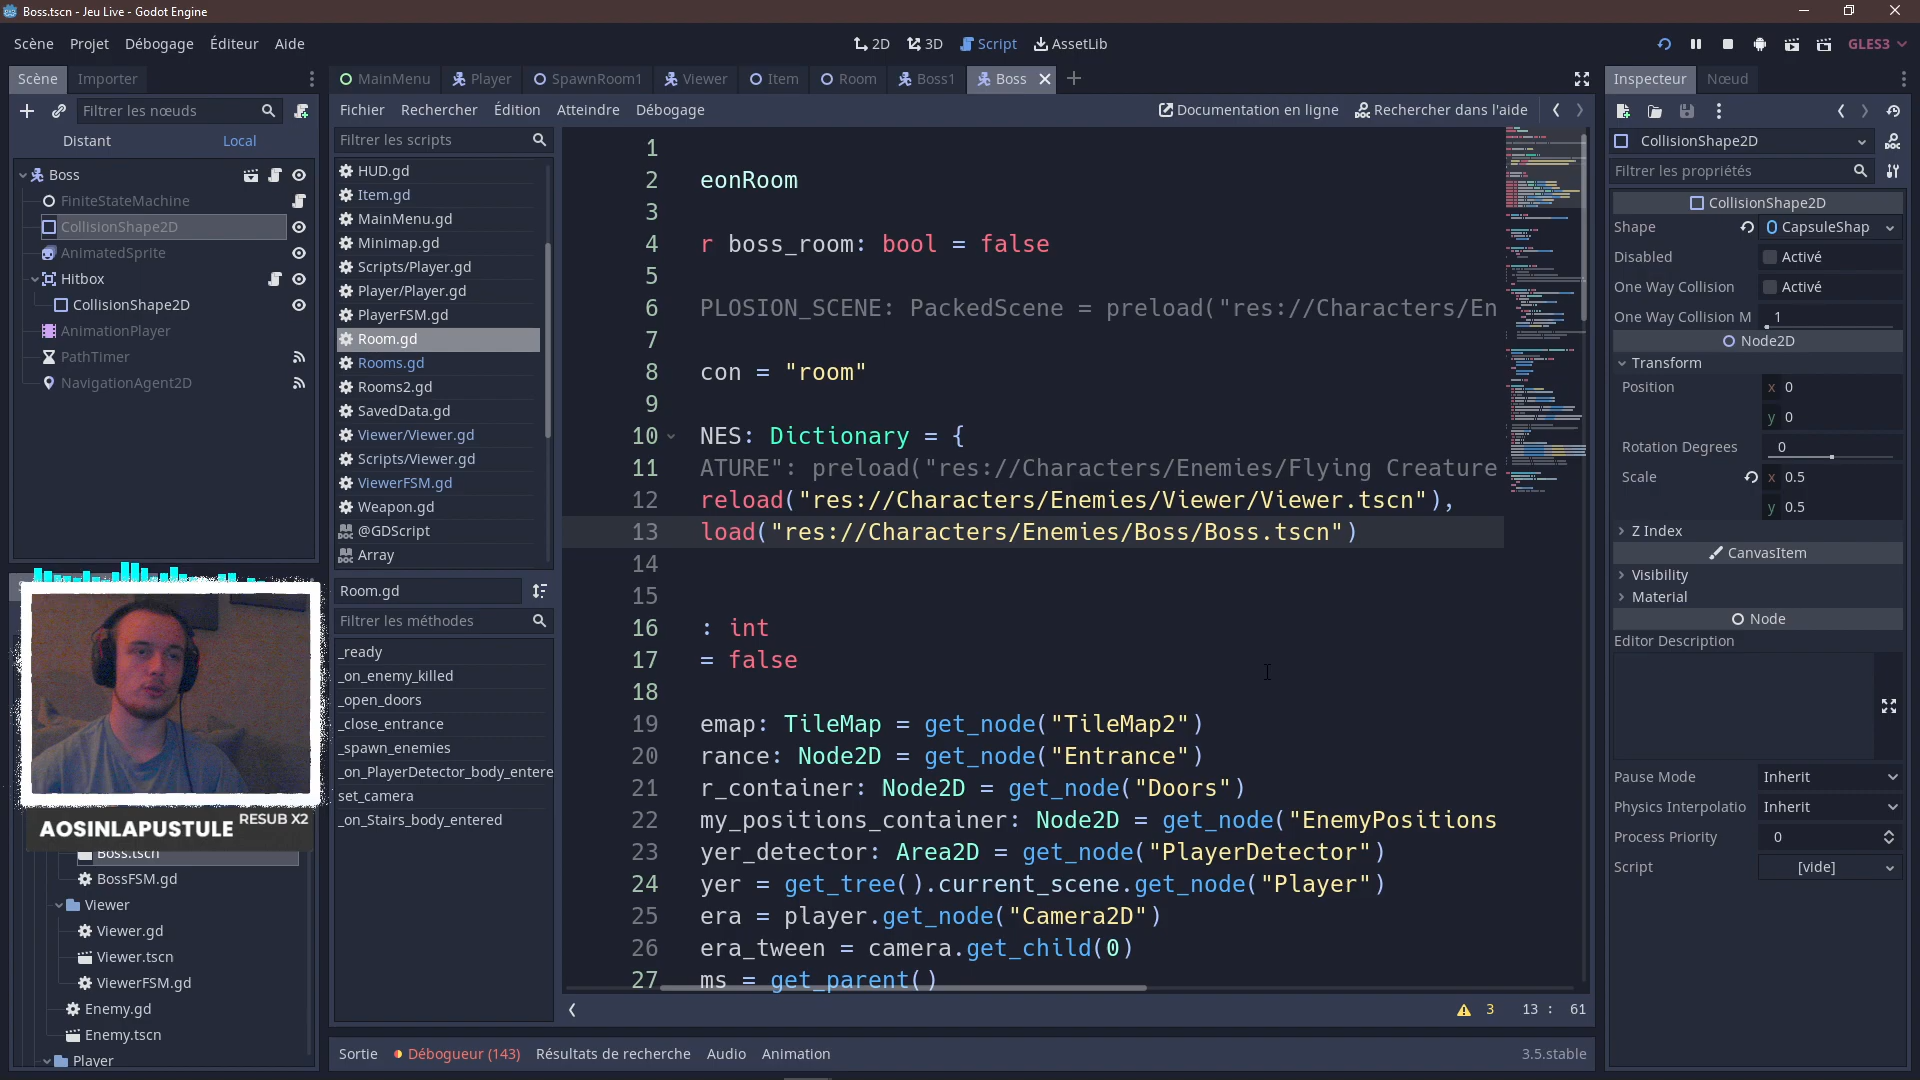 Boss.tscn - Jeu Live - Godot Engine
Scène Projet Débogage Éditeur Aide
2D 3D Script AssetLib
GLES3
Scène Importer
Filtrer les nœuds
Distant Local
Boss
FiniteStateMachine
CollisionShape2D
AnimatedSprite
Hitbox
CollisionShape2D
AnimationPlayer
PathTimer
NavigationAgent2D
AOSINLAPUSTULE RESUB X2
Boss.tscn
BossFSM.gd
Viewer
Viewer.gd
Viewer.tscn
ViewerFSM.gd
Enemy.gd
Enemy.tscn
Player
MainMenu Player SpawnRoom1 Viewer Item Room Boss1 Boss
Fichier Rechercher Édition Atteindre Débogage
Documentation en ligne Rechercher dans l'aide
Filtrer les scripts
HUD.gd
Item.gd
MainMenu.gd
Minimap.gd
Scripts/Player.gd
Player/Player.gd
PlayerFSM.gd
Room.gd
Rooms.gd
Rooms2.gd
SavedData.gd
Viewer/Viewer.gd
Scripts/Viewer.gd
ViewerFSM.gd
Weapon.gd
@GDScript
Array
Room.gd
Filtrer les méthodes
_ready
_on_enemy_killed
_open_doors
_close_entrance
_spawn_enemies
_on_PlayerDetector_body_entere
set_camera
_on_Stairs_body_entered
1
2 eonRoom
3
4 r boss_room: bool = false
5
6 PLOSION_SCENE: PackedScene = preload("res://Characters/En
7
8 con = "room"
9
10 NES: Dictionary = {
11 ATURE": preload("res://Characters/Enemies/Flying Creature
12 reload("res://Characters/Enemies/Viewer/Viewer.tscn"),
13 load("res://Characters/Enemies/Boss/Boss.tscn")
14
15
16 : int
17 = false
18
19 emap: TileMap = get_node("TileMap2")
20 rance: Node2D = get_node("Entrance")
21 r_container: Node2D = get_node("Doors")
22 my_positions_container: Node2D = get_node("EnemyPositions
23 yer_detector: Area2D = get_node("PlayerDetector")
24 yer = get_tree().current_scene.get_node("Player")
25 era = player.get_node("Camera2D")
26 era_tween = camera.get_child(0)
27 ms = get_parent()
3 13 : 61
Sortie Débogueur (143) Résultats de recherche Audio Animation 3.5.stable
Inspecteur Nœud
CollisionShape2D
Filtrer les propriétés
CollisionShape2D
Shape CapsuleShap
Disabled Activé
One Way Collision Activé
One Way Collision M 1
Node2D
Transform
Position x 0
y 0
Rotation Degrees 0
Scale x 0.5
y 0.5
Z Index
CanvasItem
Visibility
Material
Node
Editor Description
Pause Mode Inherit
Physics Interpolatio Inherit
Process Priority 0
Script [vide]